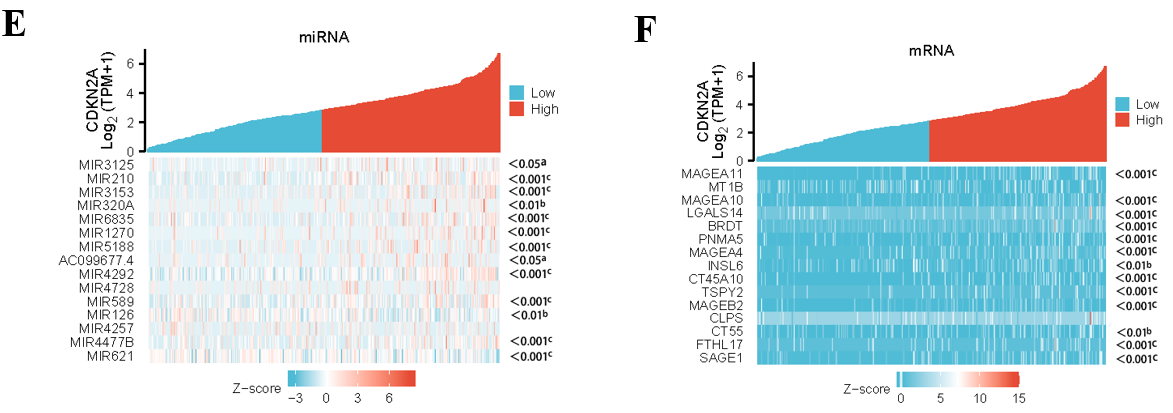 E
miRNA
CDKN2A
Log₂ (TPM+1)
6
4
2
0
Low
High
MIR3125 <0.05ᵃ
MIR210 <0.001ᶜ
MIR3153 <0.001ᶜ
MIR320A <0.01ᵇ
MIR6835 <0.001ᶜ
MIR1270 <0.001ᶜ
MIR5188 <0.001ᶜ
AC099677.4 <0.05ᵃ
MIR4292 <0.001ᶜ
MIR4728
MIR589 <0.001ᶜ
MIR126 <0.01ᵇ
MIR4257
MIR4477B <0.001ᶜ
MIR621 <0.001ᶜ
Z−score −3 0 3 6
F
mRNA
CDKN2A
Log₂ (TPM+1)
6
4
2
0
Low
High
MAGEA11 <0.001ᶜ
MT1B
MAGEA10 <0.001ᶜ
LGALS14 <0.001ᶜ
BRDT <0.001ᶜ
PNMA5 <0.001ᶜ
MAGEA4 <0.001ᶜ
INSL6 <0.01ᵇ
CT45A10 <0.001ᶜ
TSPY2 <0.001ᶜ
MAGEB2 <0.001ᶜ
CLPS
CT55 <0.01ᵇ
FTHL17 <0.001ᶜ
SAGE1 <0.001ᶜ
Z−score 0 5 10 15